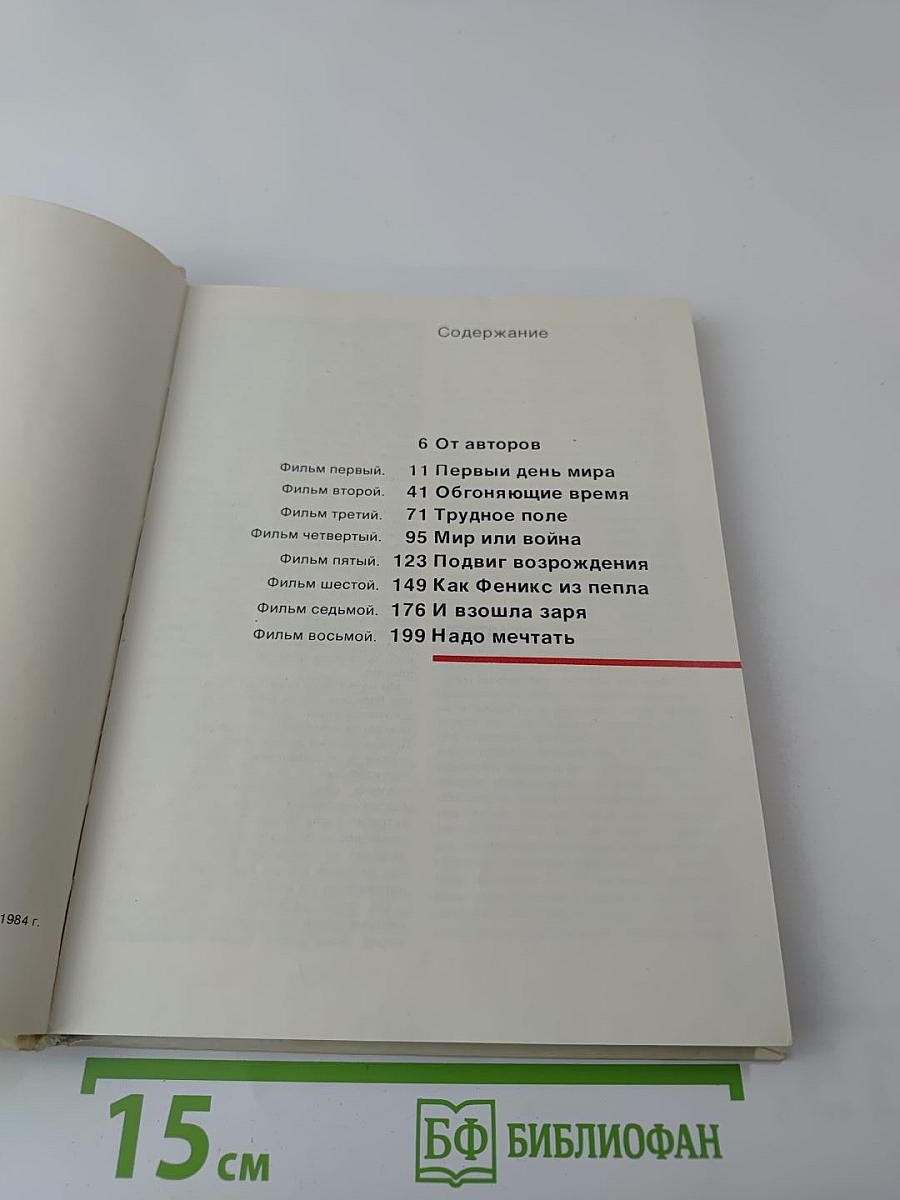 Содержание
6 От авторов
Фильм первый. 11 Первый день мира
Фильм второй. 41 Обгоняющие время
Фильм третий. 71 Трудное поле
Фильм четвертый. 95 Мир или война
Фильм пятый. 123 Подвиг возрождения
Фильм шестой. 149 Как Феникс из пепла
Фильм седьмой. 176 И взошла заря
Фильм восьмой. 199 Надо мечтать
1984 г.
15 см
БФ БИБЛИОФАН